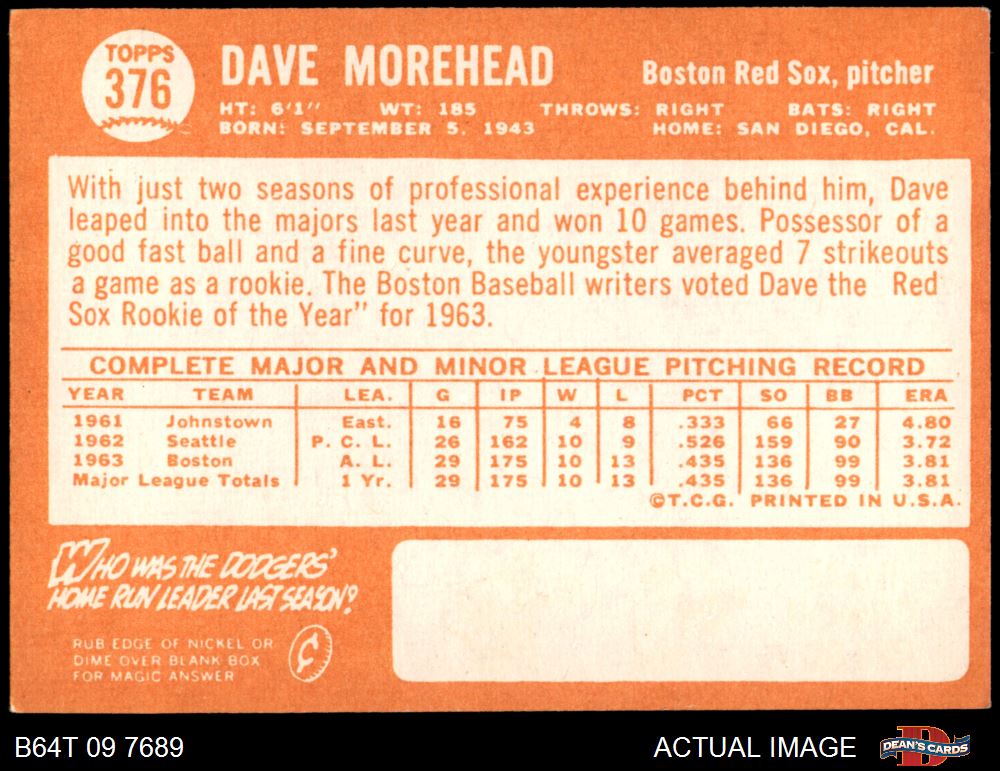 TOPPS
376
DAVE MOREHEAD
Boston Red Sox, pitcher
HT: 6'1" WT: 185 THROWS: RIGHT BATS: RIGHT
BORN: SEPTEMBER 5, 1943 HOME: SAN DIEGO, CAL.
With just two seasons of professional experience behind him, Dave
leaped into the majors last year and won 10 games. Possessor of a
good fast ball and a fine curve, the youngster averaged 7 strikeouts
a game as a rookie. The Boston Baseball writers voted Dave the Red
Sox Rookie of the Year" for 1963.
COMPLETE MAJOR AND MINOR LEAGUE PITCHING RECORD
YEAR TEAM LEA. G IP W L PCT SO BB ERA
1961 Johnstown East. 16 75 4 8 .333 66 27 4.80
1962 Seattle P. C. L. 26 162 10 9 .526 159 90 3.72
1963 Boston A. L. 29 175 10 13 .435 136 99 3.81
Major League Totals 1 Yr. 29 175 10 13 .435 136 99 3.81
©T.C.G. PRINTED IN U.S.A.
WHO WAS THE DODGERS'
HOME RUN LEADER LAST SEASON?
RUB EDGE OF NICKEL OR
DIME OVER BLANK BOX
FOR MAGIC ANSWER
¢
B64T 09 7689
ACTUAL IMAGE
D
DEAN'S CARDS